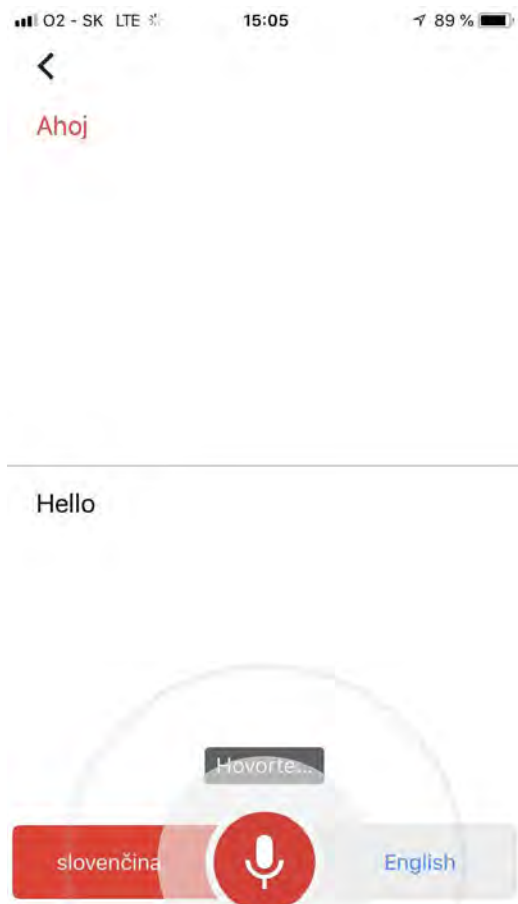 O2 - SK LTE 15:05 89 %
Ahoj
Hello
Hovorte...
slovenčina English